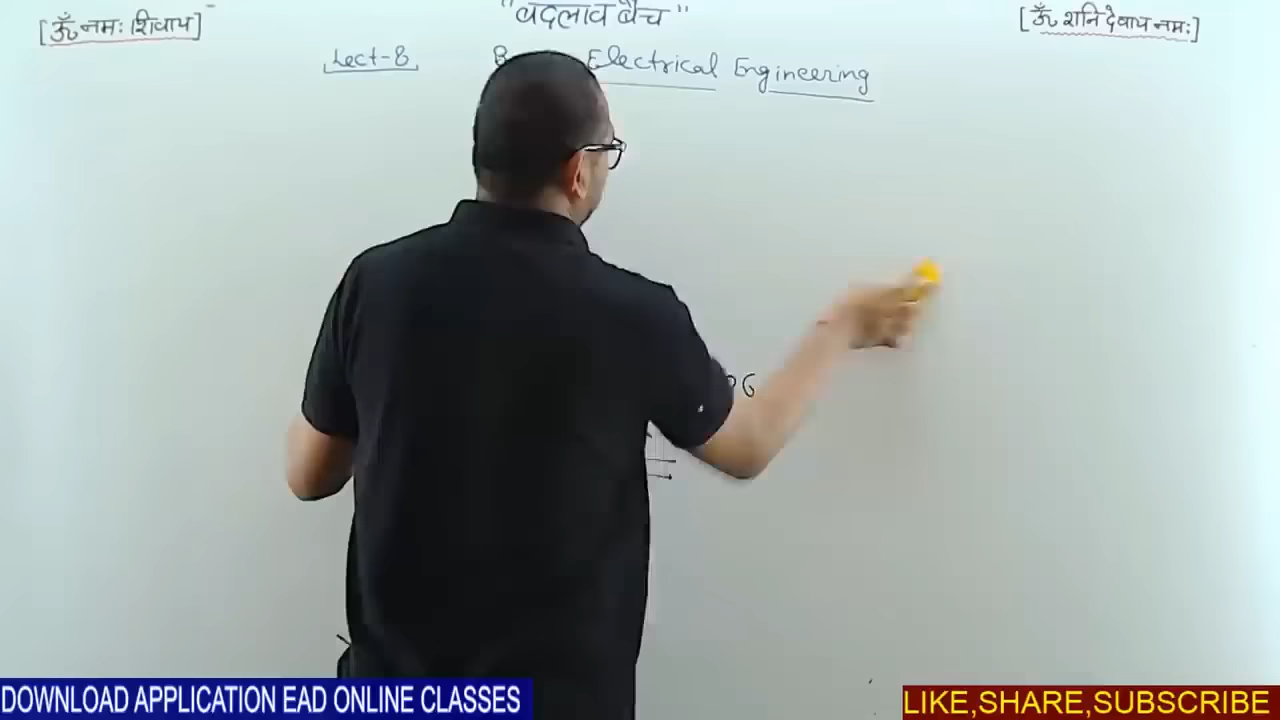 "बदलाव बैच"
[ॐ नमः शिवाय]
[ॐ शनि देवाय नमः]
Lect-8 Electrical Engineering
DOWNLOAD APPLICATION EAD ONLINE CLASSES
LIKE,SHARE,SUBSCRIBE